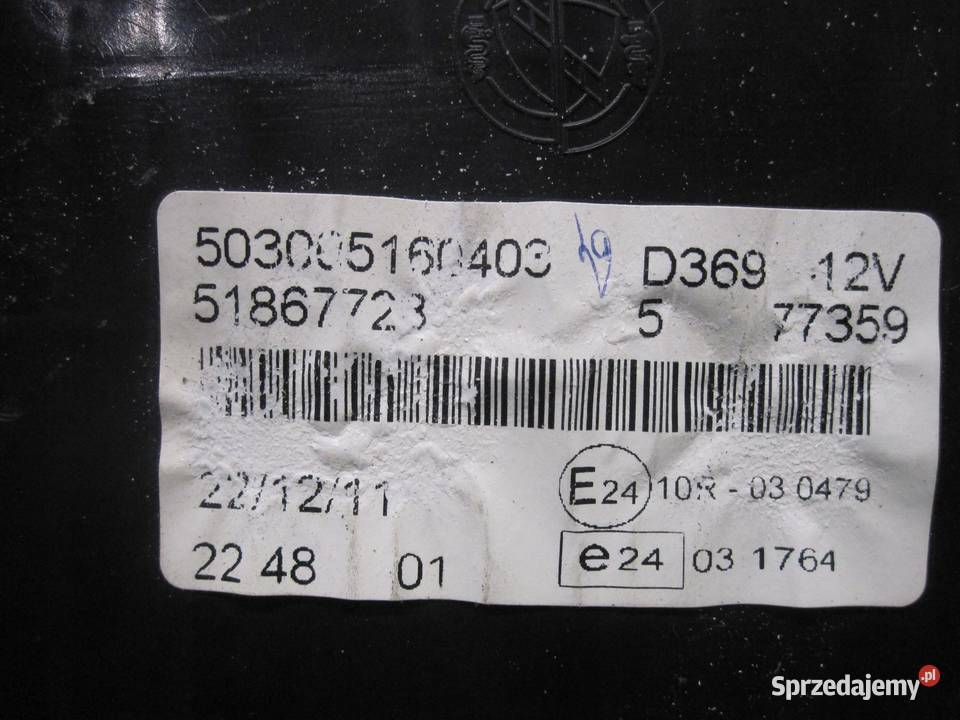 503005160403 D369 12V
51867723 5 77359
22/12/11 E24 10R - 03 0479
22 48 01 e24 03 1764
Sprzedajemy.pl